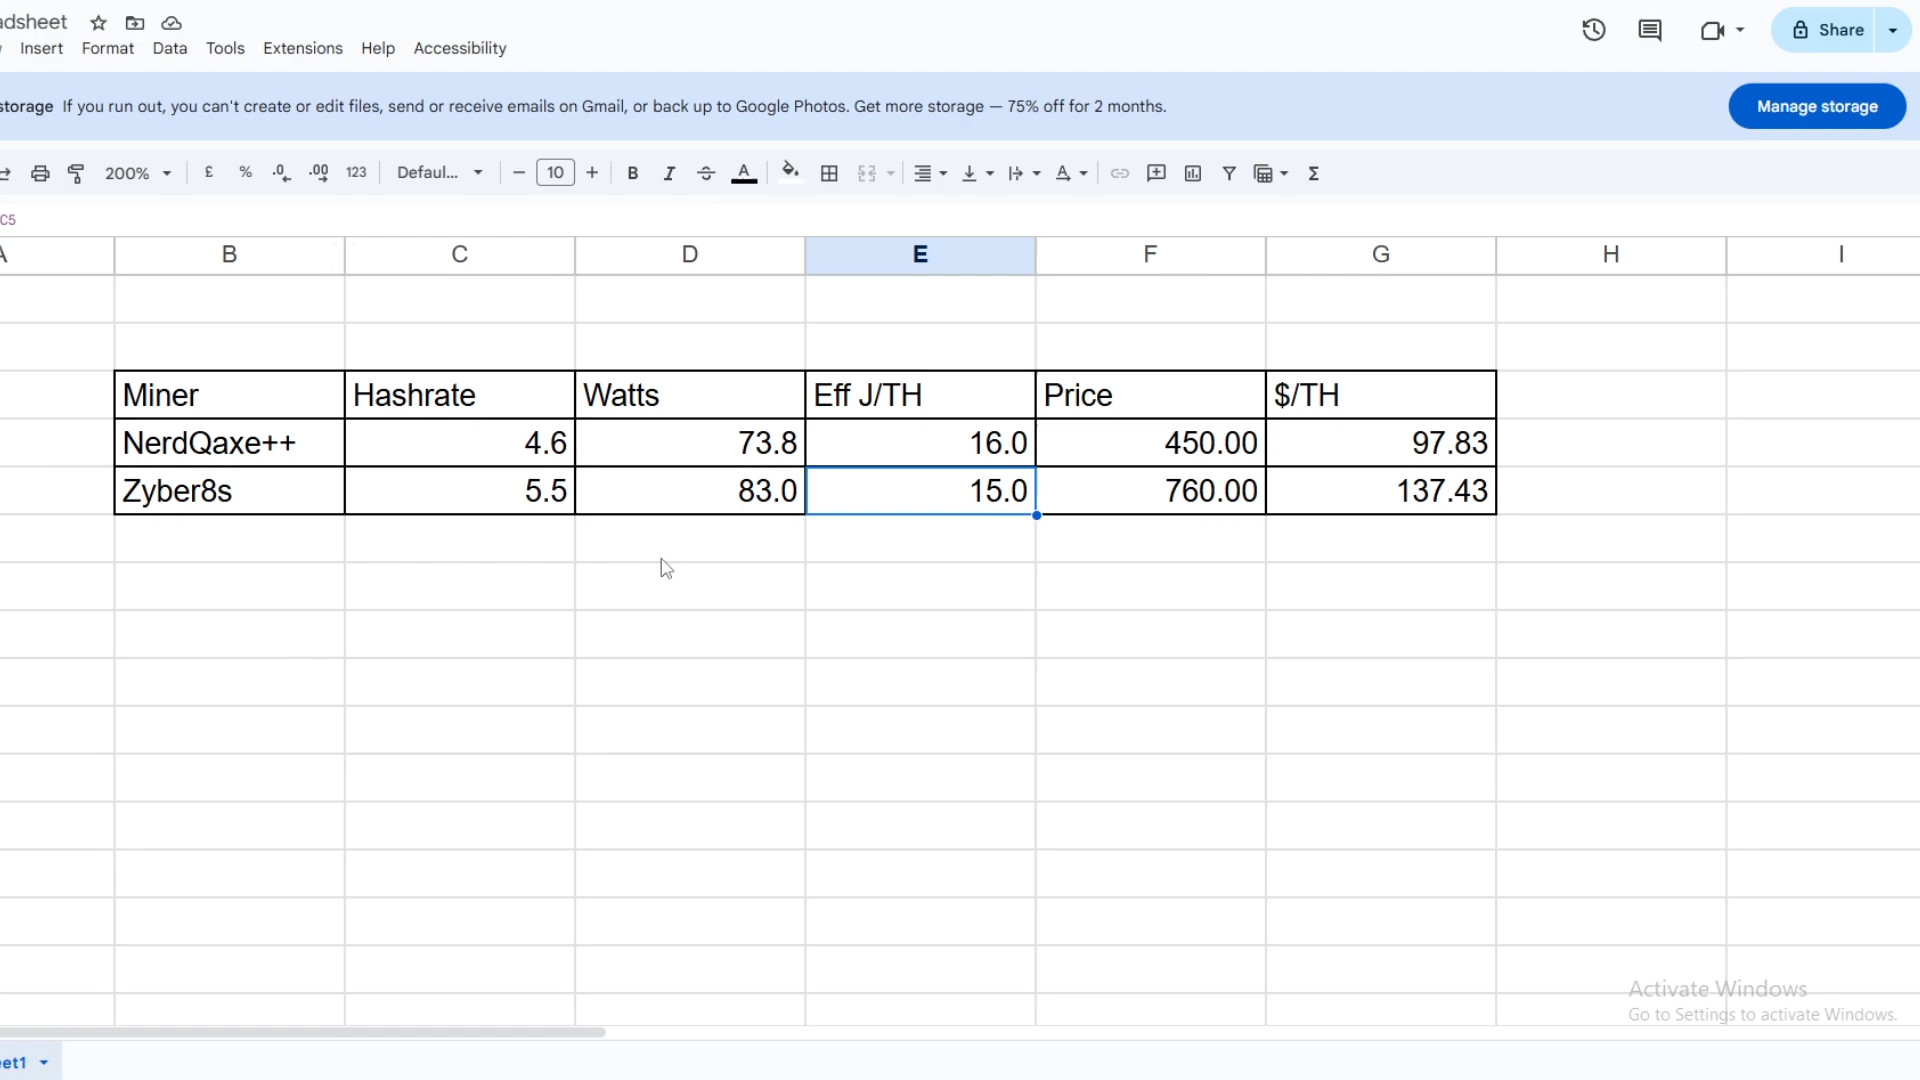 adsheet
Insert Format Data Tools Extensions Help Accessibility
Share
storage If you run out, you can't create or edit files, send or receive emails on Gmail, or back up to Google Photos. Get more storage — 75% off for 2 months.
Manage storage
200% £ % .0 .00 123 Defaul... − 10 + B I A Σ
C5
A B C D E F G H I
Miner Hashrate Watts Eff J/TH Price $/TH
NerdQaxe++ 4.6 73.8 16.0 450.00 97.83
Zyber8s 5.5 83.0 15.0 760.00 137.43
Activate Windows
Go to Settings to activate Windows.
eet1